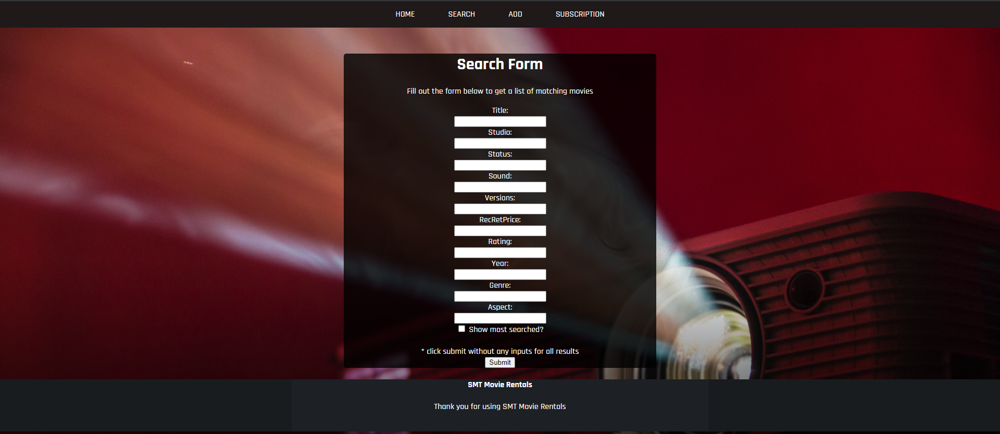 HOME SEARCH ADD SUBSCRIPTION
Search Form
Fill out the form below to get a list of matching movies
Title:
Studio:
Status:
Sound:
Versions:
RecRetPrice:
Rating:
Year:
Genre:
Aspect:
Show most searched?
* click submit without any inputs for all results
Submit
SMT Movie Rentals
Thank you for using SMT Movie Rentals